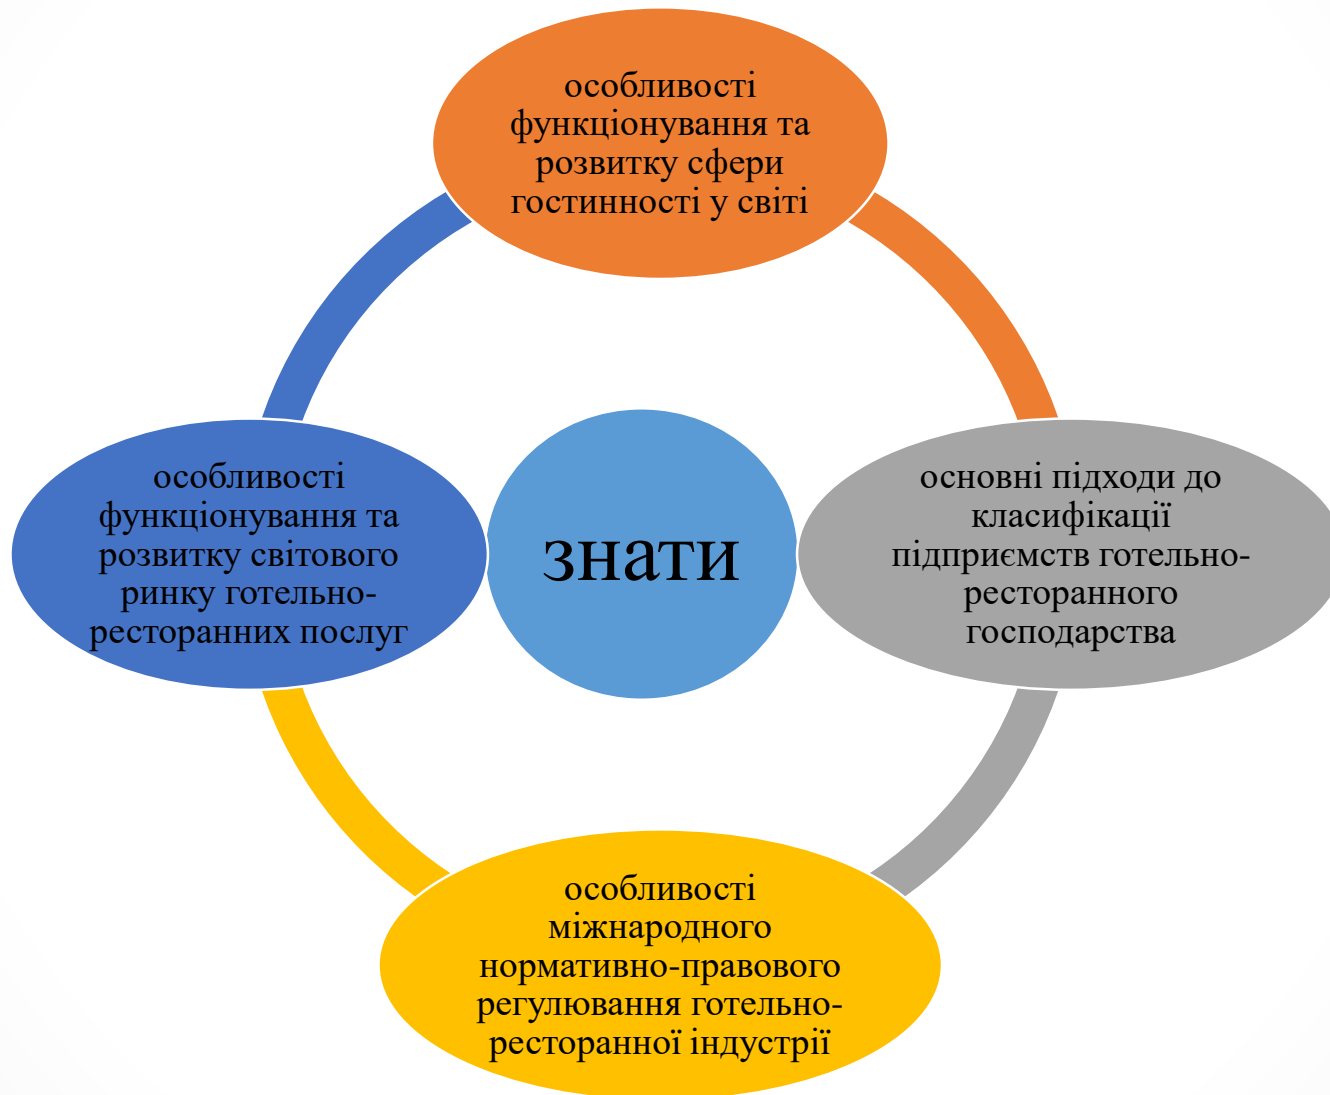 особливості
функціонування та
розвитку сфери
гостинності у світі
особливості
функціонування та
розвитку світового
ринку готельно-
ресторанних послуг
знати
основні підходи до
класифікації
підприємств готельно-
ресторанного
господарства
особливості
міжнародного
нормативно-правового
регулювання готельно-
ресторанної індустрії